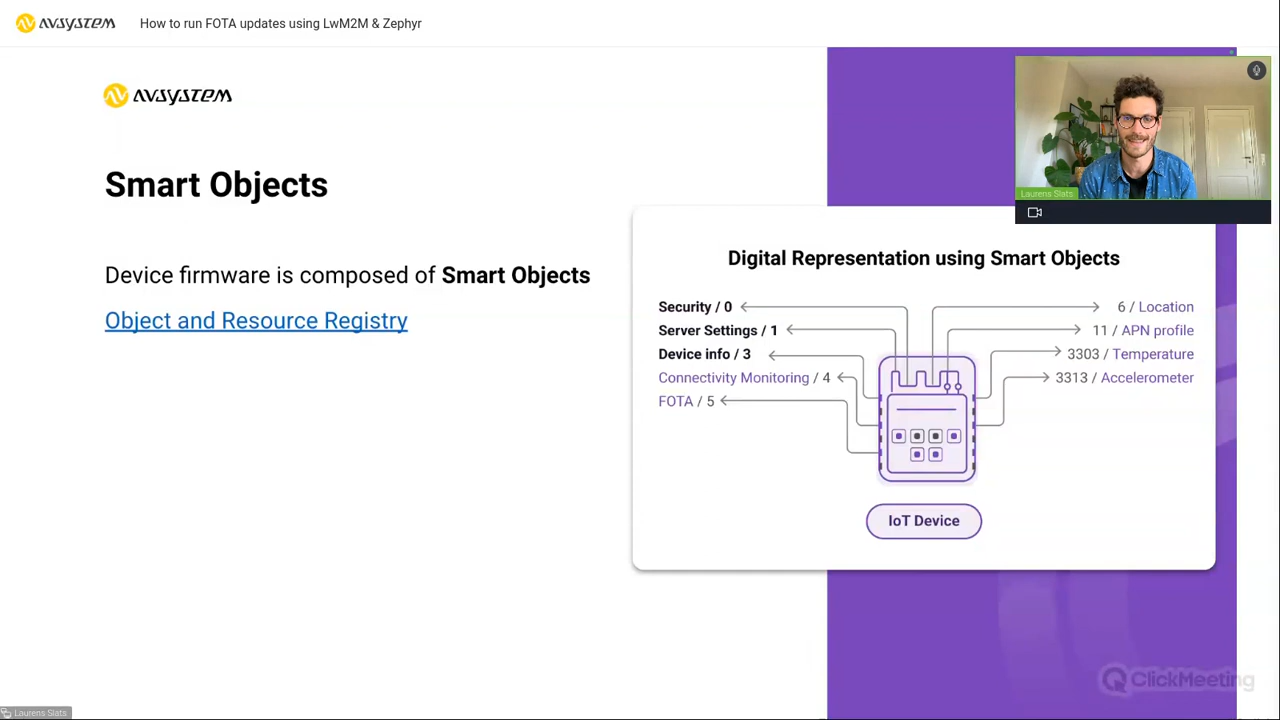 AVSYSTEM
How to run FOTA updates using LwM2M & Zephyr
AVSYSTEM
Smart Objects
Device firmware is composed of Smart Objects
Object and Resource Registry
Laurens Slats
Digital Representation using Smart Objects
Security / 0
Server Settings / 1
Device info / 3
Connectivity Monitoring / 4
FOTA / 5
6 / Location
11 / APN profile
3303 / Temperature
3313 / Accelerometer
IoT Device
ClickMeeting
Laurens Slats